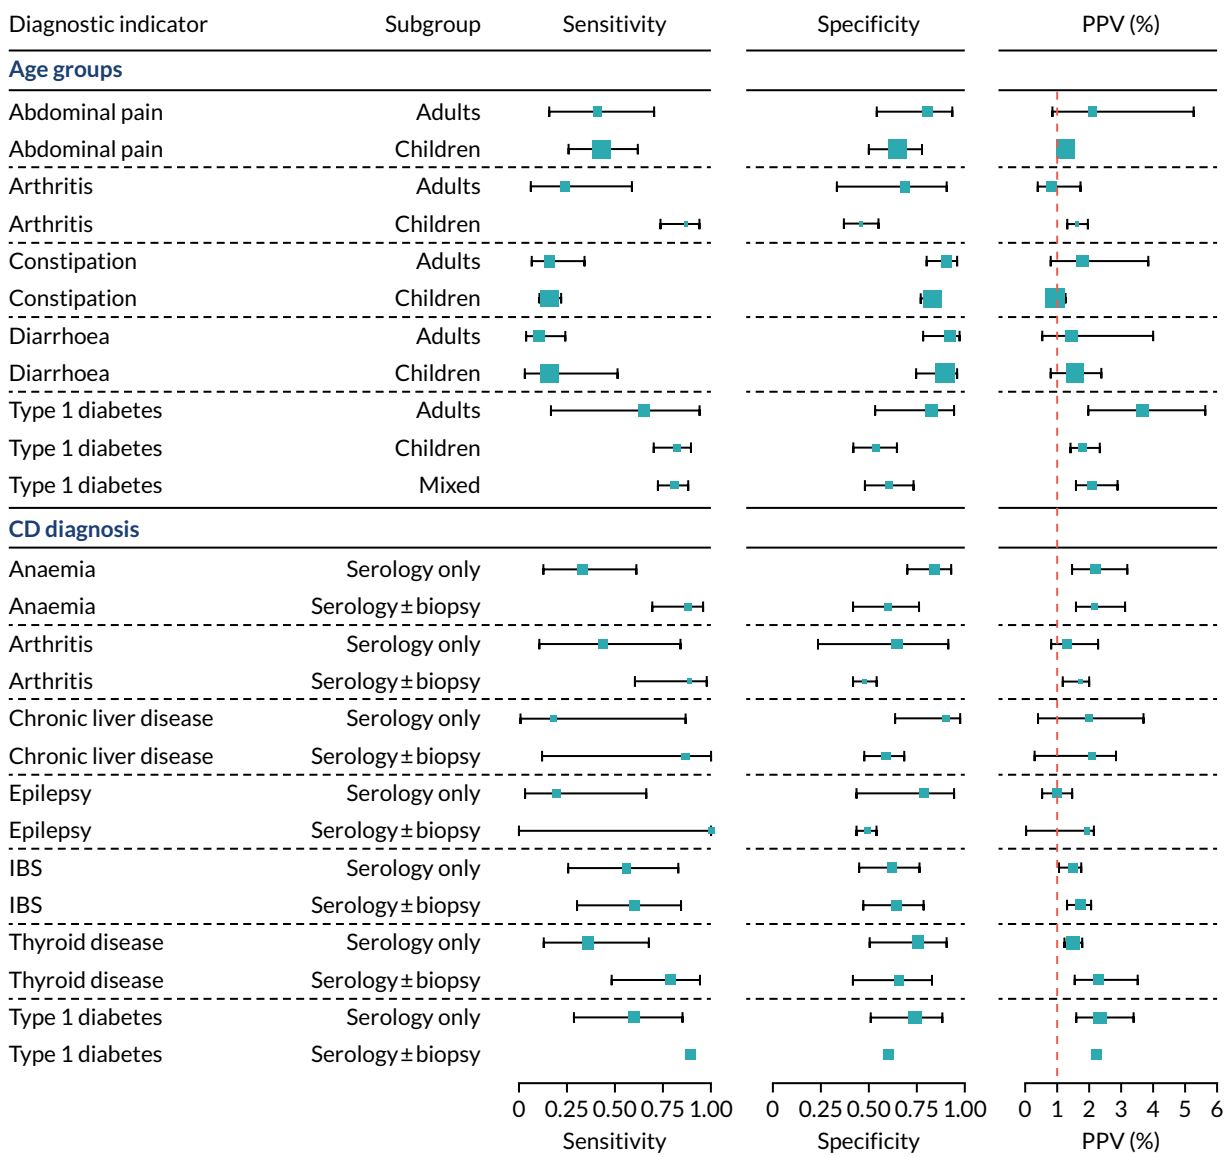 Diagnostic indicator Subgroup Sensitivity Specificity PPV (%)
Age groups
Abdominal pain Adults
Abdominal pain Children
Arthritis Adults
Arthritis Children
Constipation Adults
Constipation Children
Diarrhoea Adults
Diarrhoea Children
Type 1 diabetes Adults
Type 1 diabetes Children
Type 1 diabetes Mixed
CD diagnosis
Anaemia Serology only
Anaemia Serology ± biopsy
Arthritis Serology only
Arthritis Serology ± biopsy
Chronic liver disease Serology only
Chronic liver disease Serology ± biopsy
Epilepsy Serology only
Epilepsy Serology ± biopsy
IBS Serology only
IBS Serology ± biopsy
Thyroid disease Serology only
Thyroid disease Serology ± biopsy
Type 1 diabetes Serology only
Type 1 diabetes Serology ± biopsy
0 0.25 0.50 0.75 1.00 0 0.25 0.50 0.75 1.00 0 1 2 3 4 5 6
Sensitivity Specificity PPV (%)